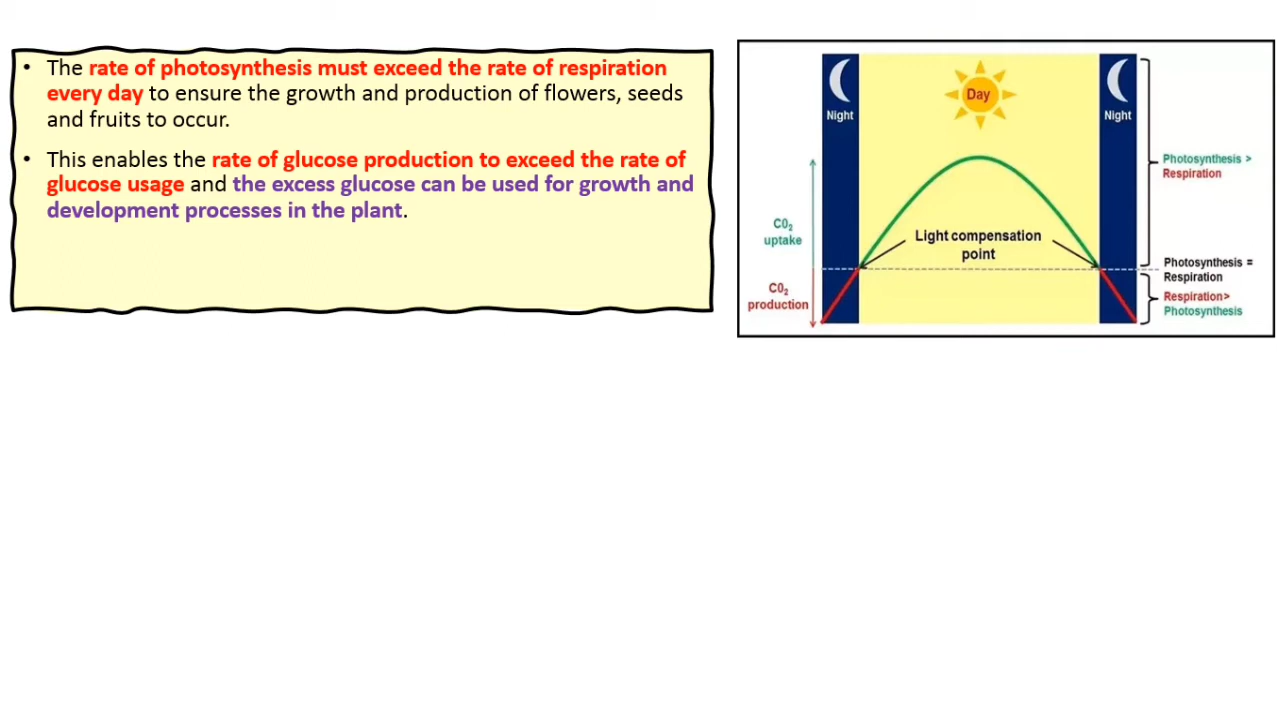 • The rate of photosynthesis must exceed the rate of respiration
every day to ensure the growth and production of flowers, seeds
and fruits to occur.
• This enables the rate of glucose production to exceed the rate of
glucose usage and the excess glucose can be used for growth and
development processes in the plant.
Night
Day
Night
Photosynthesis >
Respiration
C0₂
uptake
Light compensation
point
Photosynthesis =
Respiration
C0₂
production
Respiration>
Photosynthesis